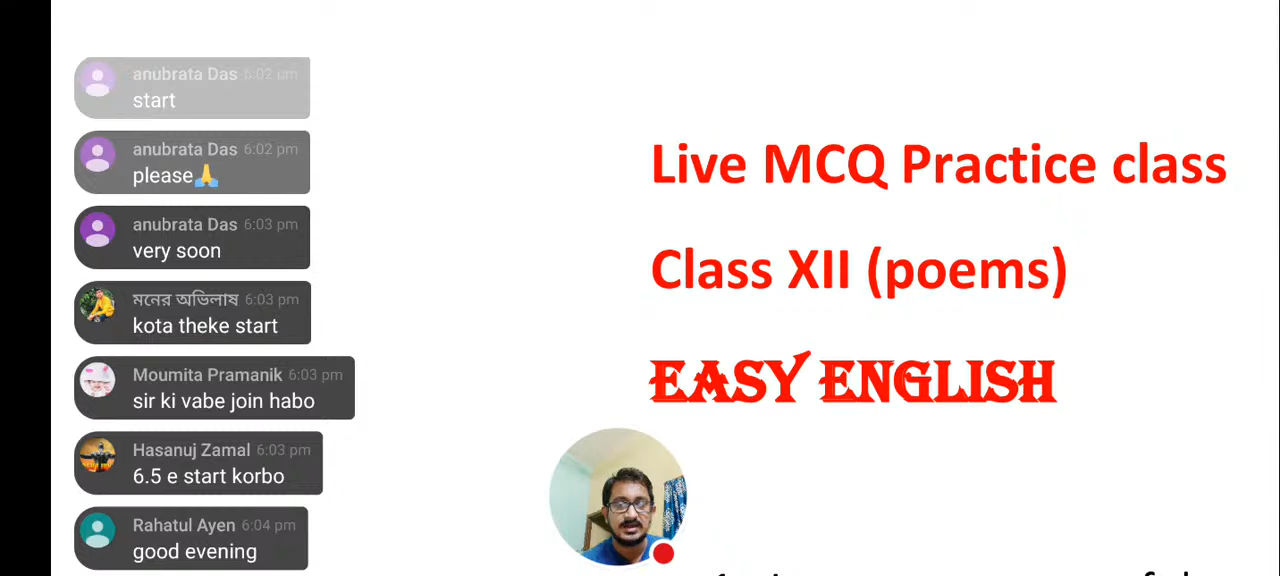 anubrata Das 6:02 pm
start
anubrata Das 6:02 pm
please🙏
anubrata Das 6:03 pm
very soon
মনের অভিলাষ 6:03 pm
kota theke start
Moumita Pramanik 6:03 pm
sir ki vabe join habo
Hasanuj Zamal 6:03 pm
6.5 e start korbo
Rahatul Ayen 6:04 pm
good evening
Live MCQ Practice class
Class XII (poems)
EASY ENGLISH